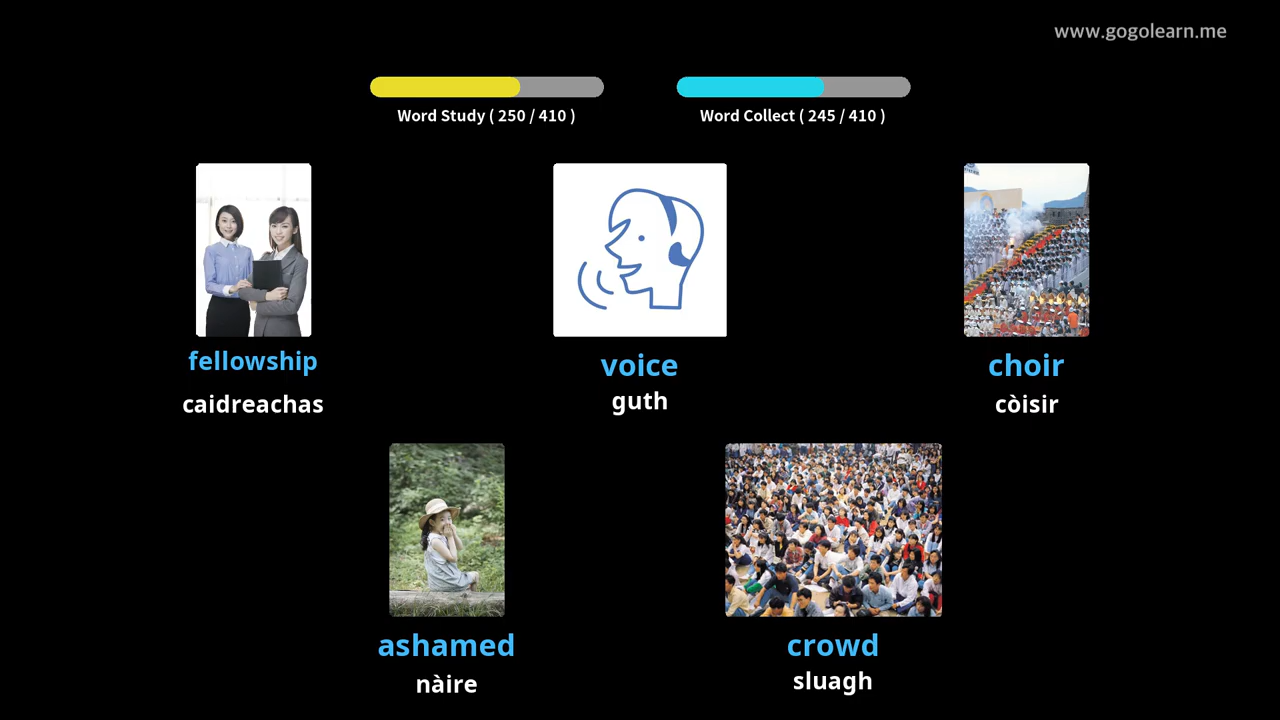 www.gogolearn.me
Word Study ( 250 / 410 )
Word Collect ( 245 / 410 )
fellowship
caidreachas
voice
guth
choir
còisir
ashamed
nàire
crowd
sluagh